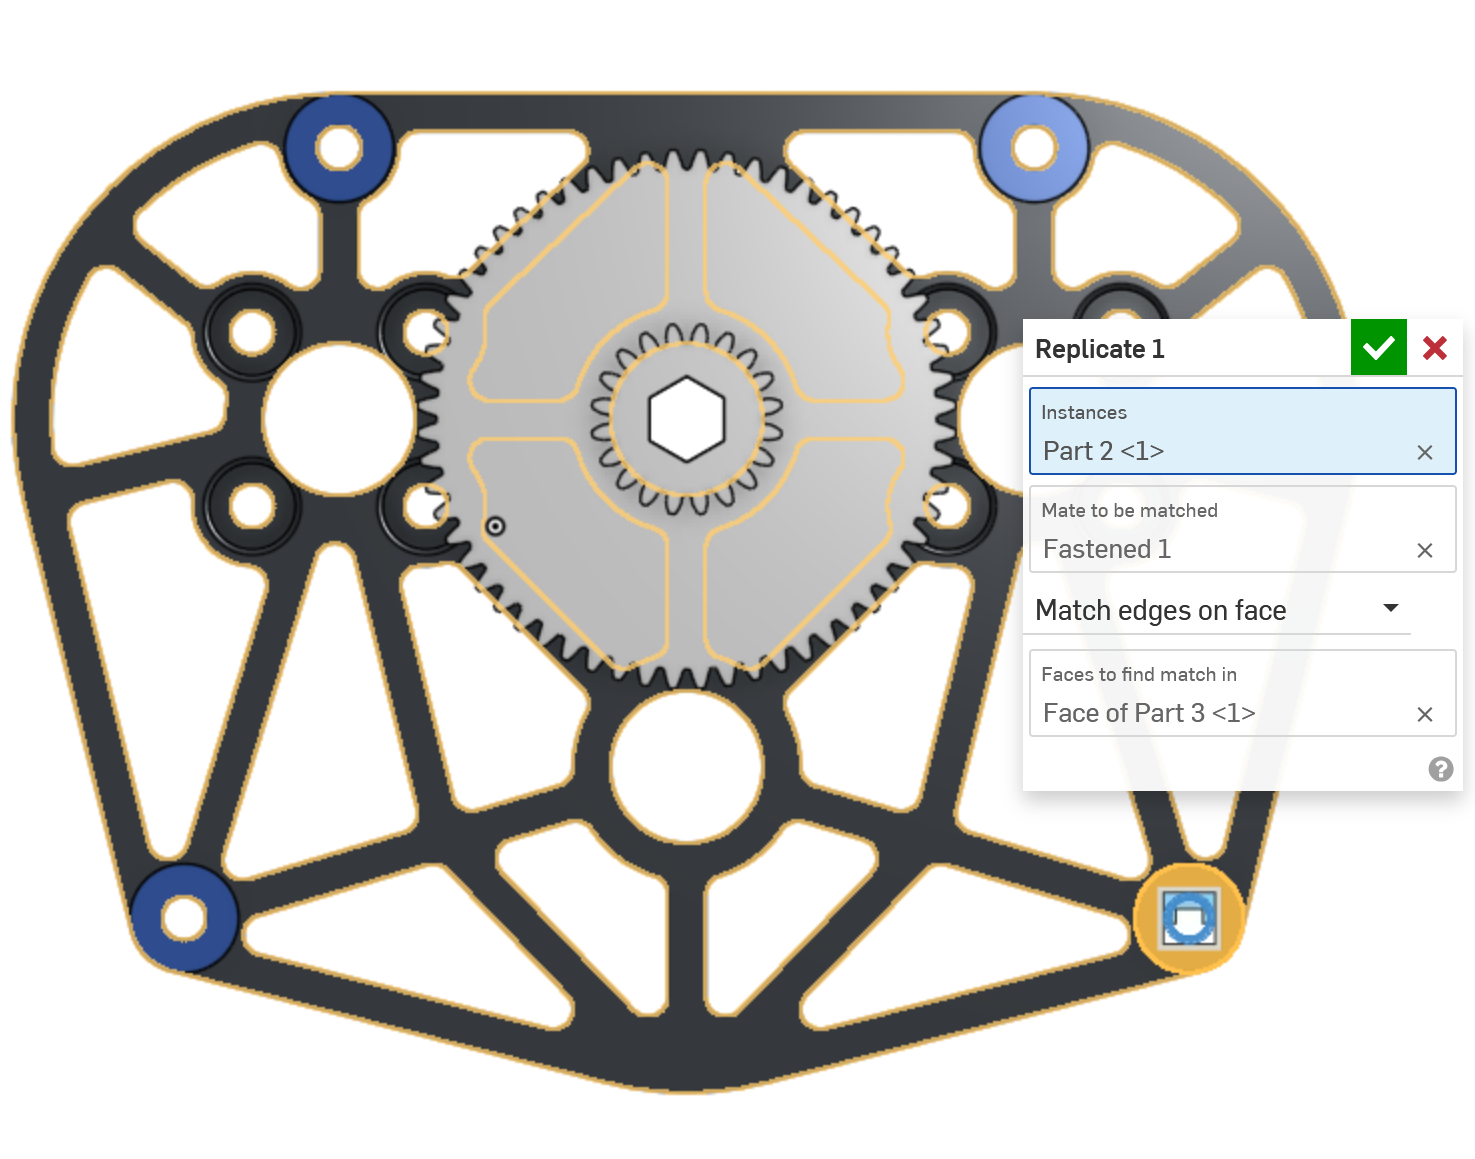 Replicate 1
Instances
Part 2 <1>
Mate to be matched
Fastened 1
Match edges on face
Faces to find match in
Face of Part 3 <1>
?